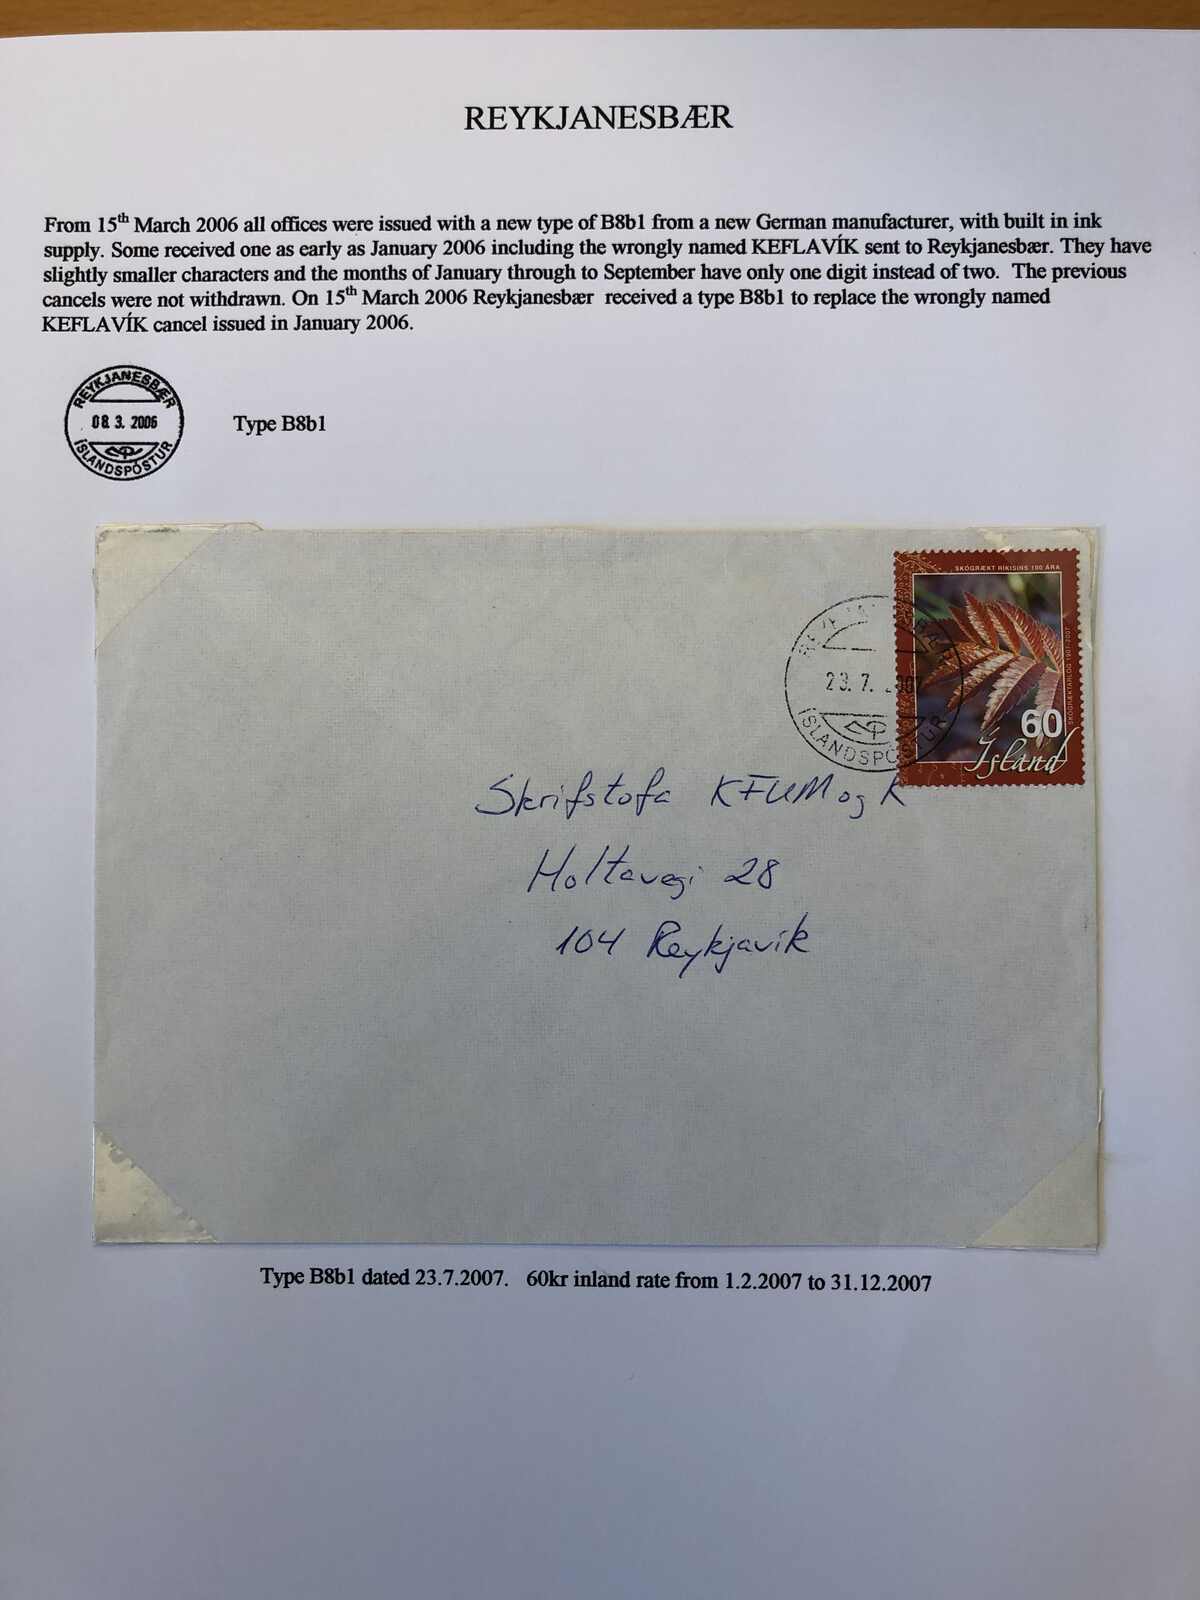 REYKJANESBÆR
From 15th March 2006 all offices were issued with a new type of B8b1 from a new German manufacturer, with built in ink
supply. Some received one as early as January 2006 including the wrongly named KEFLAVÍK sent to Reykjanesbær. They have
slightly smaller characters and the months of January through to September have only one digit instead of two. The previous
cancels were not withdrawn. On 15th March 2006 Reykjanesbær received a type B8b1 to replace the wrongly named
KEFLAVÍK cancel issued in January 2006.
REYKJANESBÆR
08. 3. 2006
ÍSLANDSPÓSTUR
Type B8b1
SKÓGRÆKT RÍKISINS 100 ÁRA
SKÓGRÆKTARLÖG 1907-2007
60
Ísland
23. 7.
ÍSLANDSPÓSTUR
Skrifstofa KFUM og K
Holtavegi 28
104 Reykjavík
Type B8b1 dated 23.7.2007. 60kr inland rate from 1.2.2007 to 31.12.2007